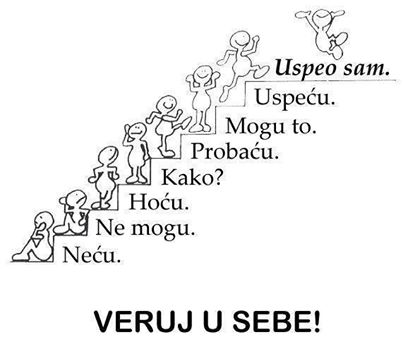 Uspeo sam.
Uspeću.
Mogu to.
Probaću.
Kako?
Hoću.
Ne mogu.
Neću.
VERUJ U SEBE!